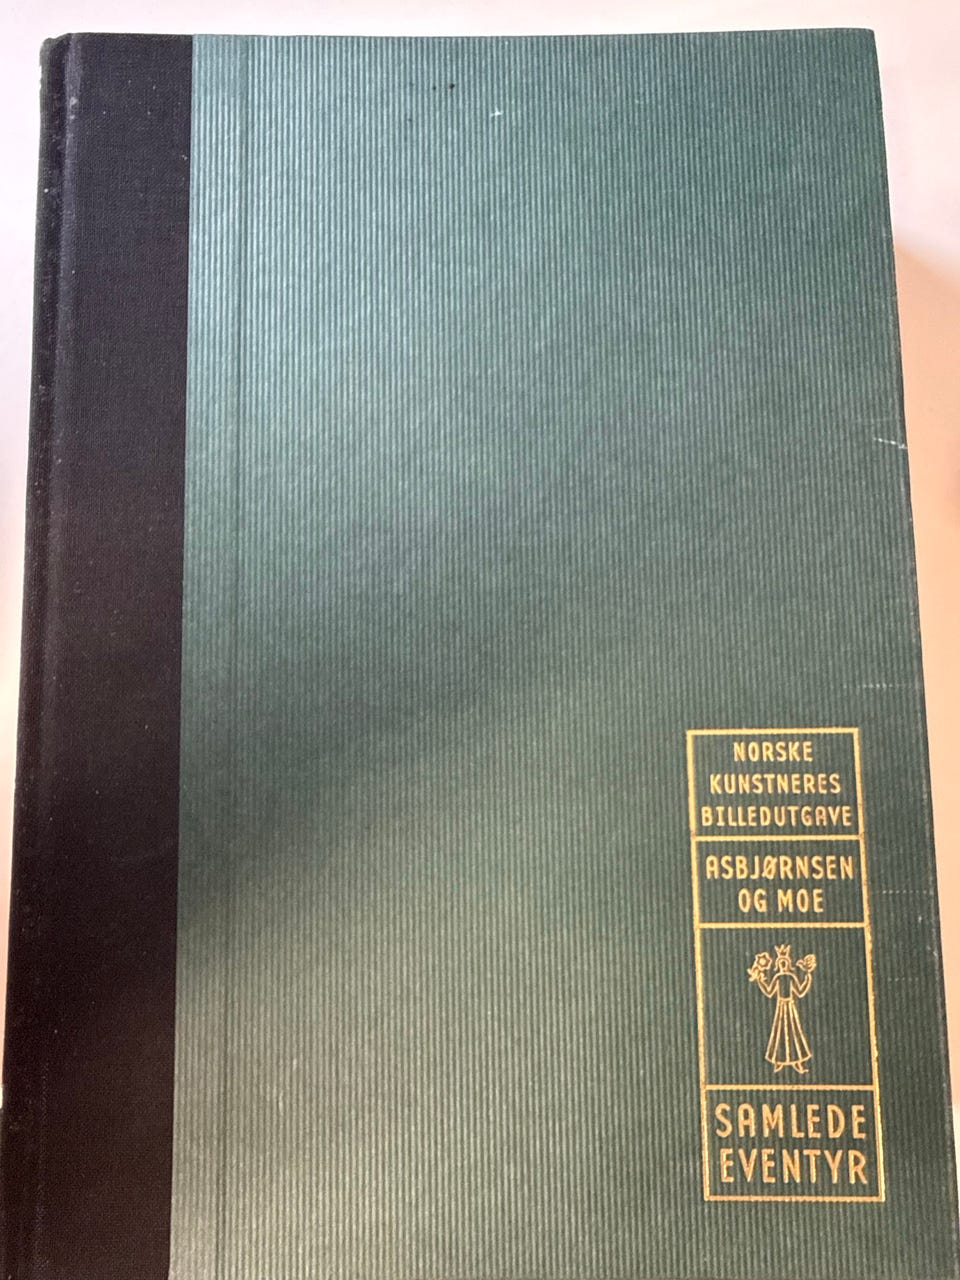 NORSKE
KUNSTNERES
BILLEDUTGAVE
ASBJØRNSEN
OG MOE
SAMLEDE
EVENTYR